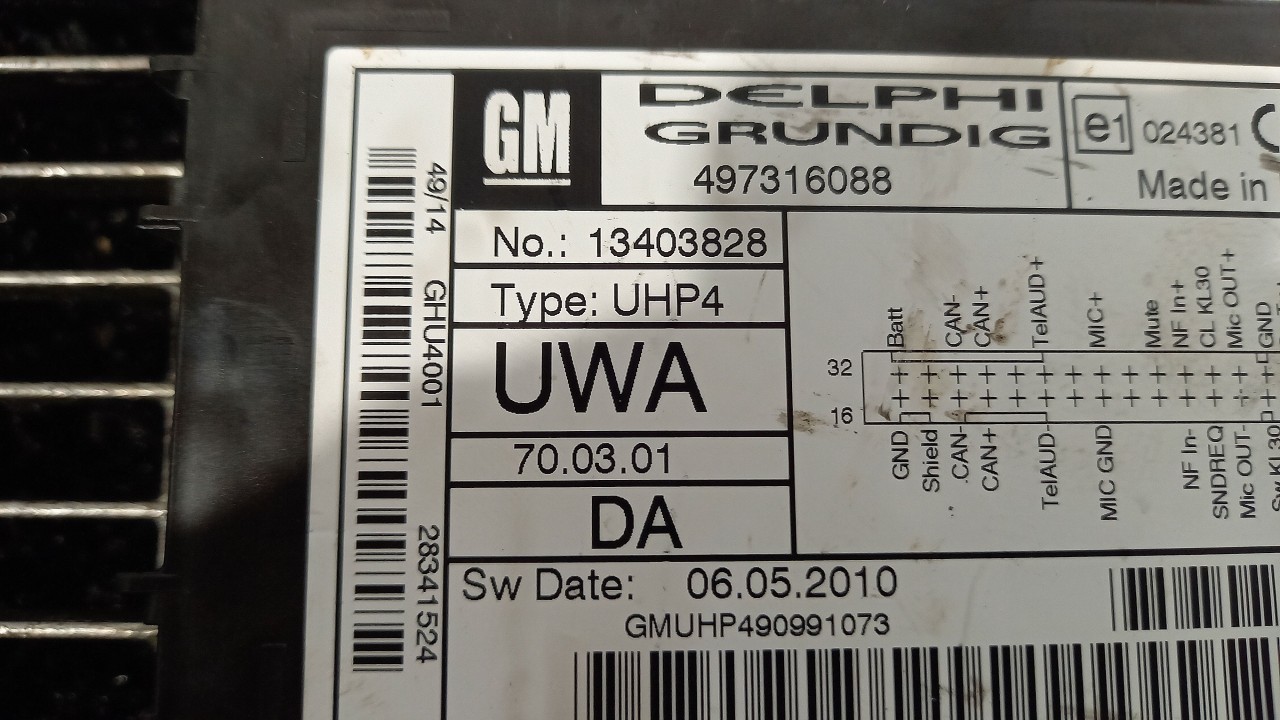 GM
DELPHI
GRUNDIG
497316088
e1
024381
Made in
49/14 GHU4001 28341524
No.: 13403828
Type: UHP4
UWA
70.03.01
DA
Sw Date: 06.05.2010
GMUHP490991073
Batt
CAN-
CAN+
TelAUD+
MIC+
Mute
NF In+
CL KL30
Mic OUT+
GND
32
16
GND
Shield
CAN-
CAN+
TelAUD-
MIC GND
NF In-
SNDREQ
Mic OUT-
Sw KL30